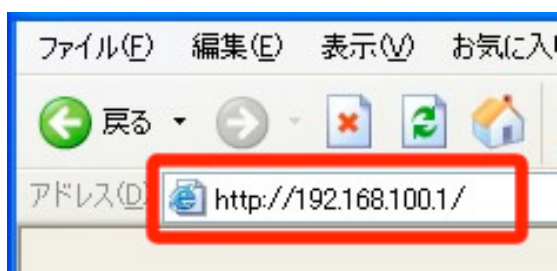 ファイル(F) 編集(E) 表示(V) お気に入
戻る
アドレス(D) http://192.168.100.1/